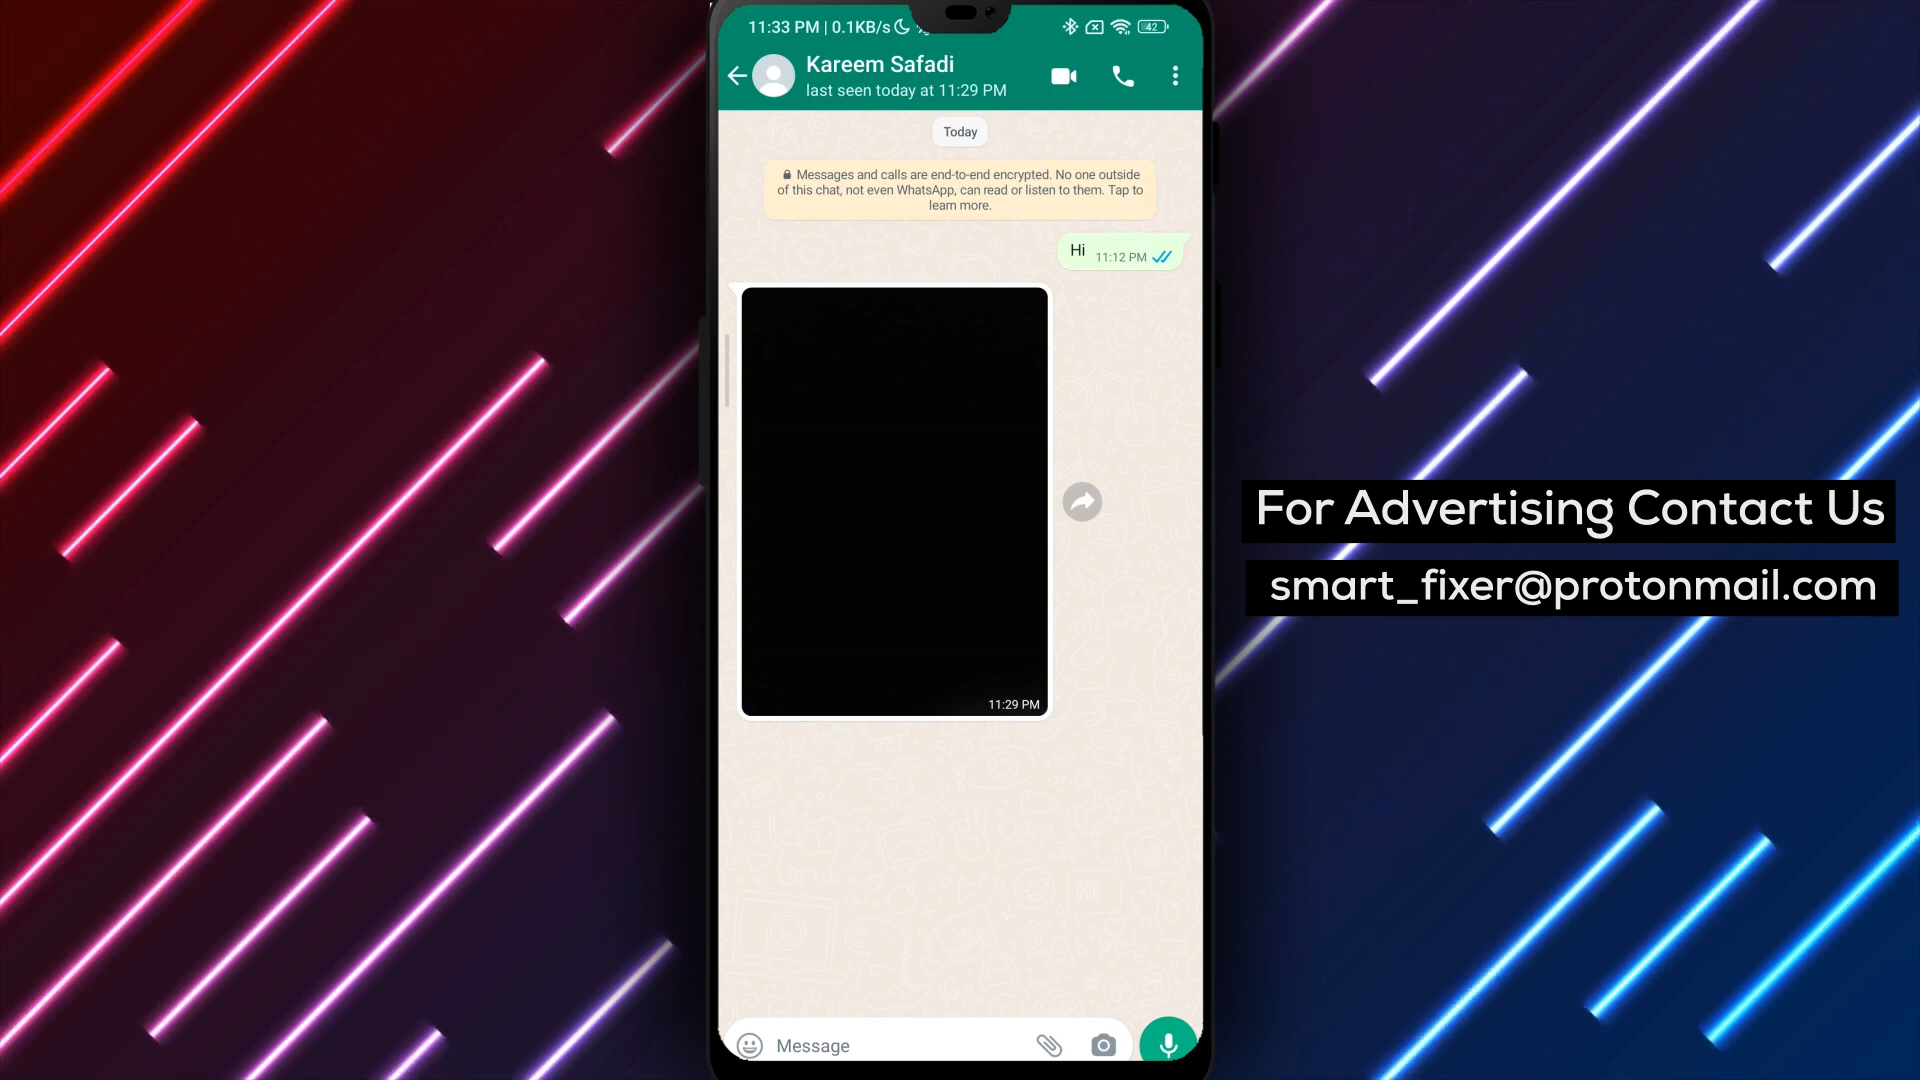 11:33 PM | 0.1KB/s
42
Kareem Safadi
last seen today at 11:29 PM
Today
Messages and calls are end-to-end encrypted. No one outside
of this chat, not even WhatsApp, can read or listen to them. Tap to
learn more.
Hi 11:12 PM
11:29 PM
For Advertising Contact Us
smart_fixer@protonmail.com
Message